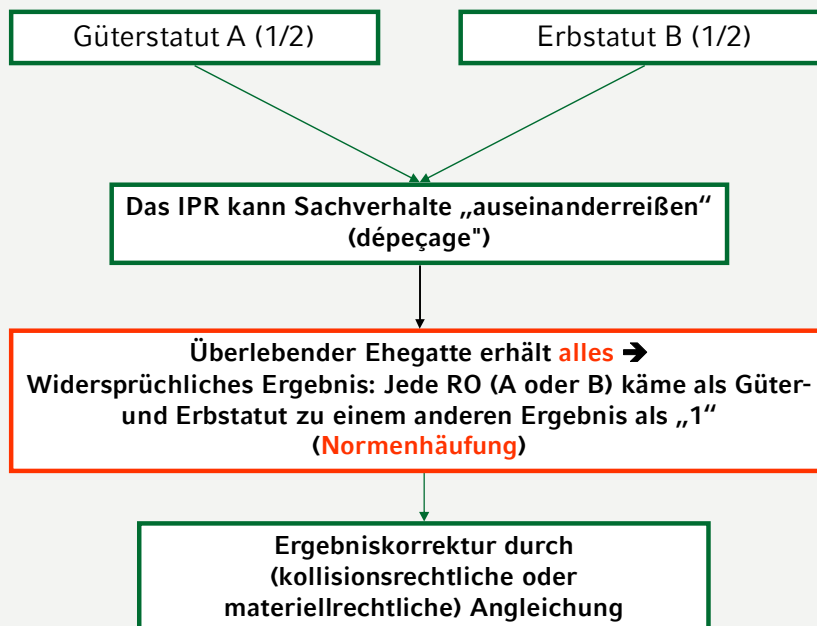 Güterstatut A (1/2)
Erbstatut B (1/2)
Das IPR kann Sachverhalte „auseinanderreißen“
(dépeçage")
Überlebender Ehegatte erhält alles 🡺
Widersprüchliches Ergebnis: Jede RO (A oder B) käme als Güter-
und Erbstatut zu einem anderen Ergebnis als „1“
(Normenhäufung)
Ergebniskorrektur durch
(kollisionsrechtliche oder
materiellrechtliche) Angleichung